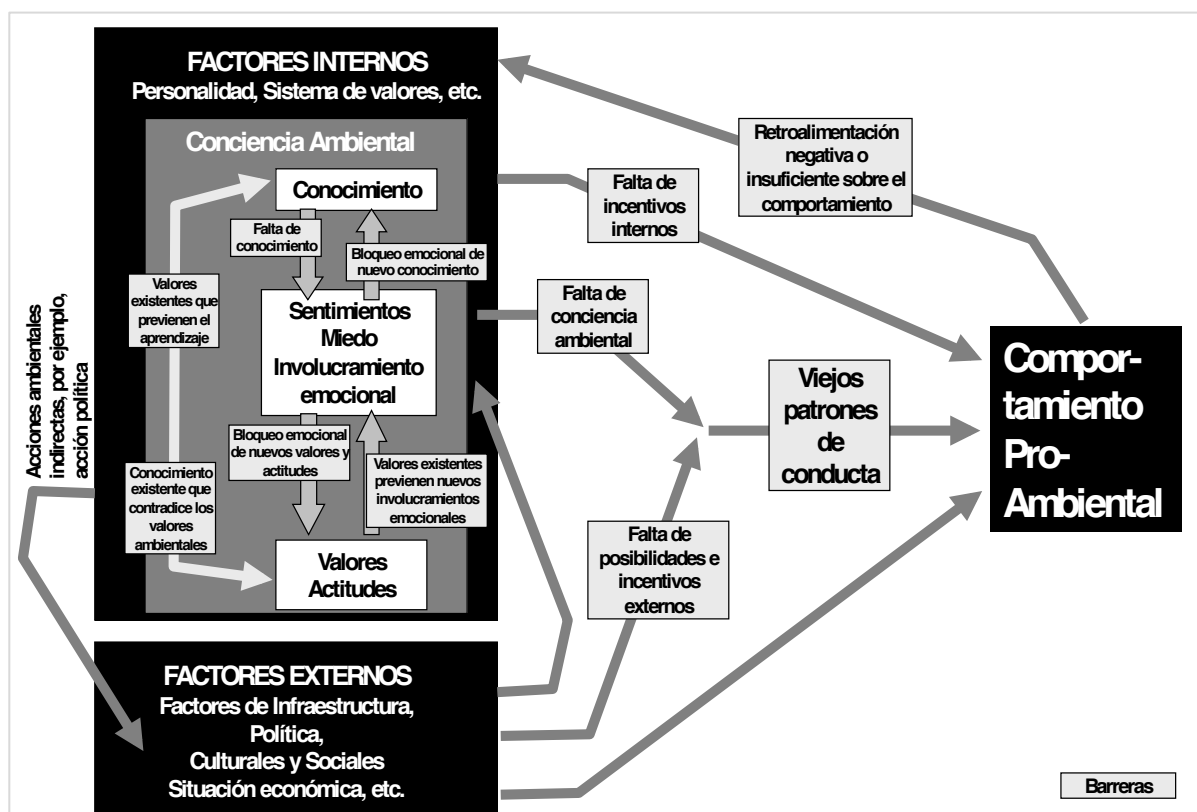 FACTORES INTERNOS
Personalidad, Sistema de valores, etc.
Conciencia Ambiental
Conocimiento
Falta de
conocimiento
Bloqueo emocional de
nuevo conocimiento
Valores
existentes que
previenen el
aprendizaje
Sentimientos
Miedo
Involucramiento
emocional
Bloqueo emocional
de nuevos valores y
actitudes
Valores existentes
previenen nuevos
involucramientos
emocionales
Conocimiento
existente que
contradice los
valores
ambientales
Valores
Actitudes
Acciones ambientales
indirectas, por ejemplo,
acción política
FACTORES EXTERNOS
Factores de Infraestructura,
Política,
Culturales y Sociales
Situación económica, etc.
Retroalimentación
negativa o
insuficiente sobre el
comportamiento
Falta de
incentivos
internos
Falta de
conciencia
ambiental
Viejos
patrones
de
conducta
Falta de
posibilidades e
incentivos
externos
Compor-
tamiento
Pro-
Ambiental
Barreras